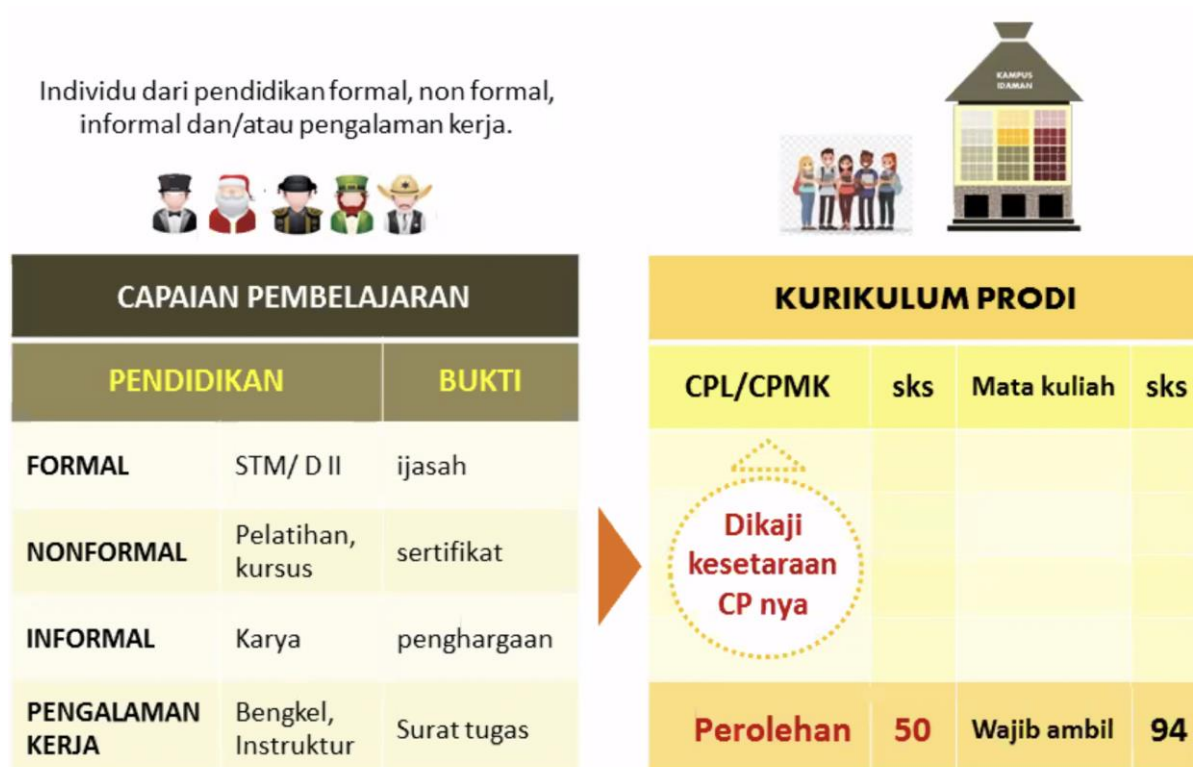 Individu dari pendidikan formal, non formal,
informal dan/atau pengalaman kerja.
KAMPUS
IDAMAN
CAPAIAN PEMBELAJARAN
PENDIDIKAN
BUKTI
FORMAL
STM/ D II
ijasah
NONFORMAL
Pelatihan,
kursus
sertifikat
INFORMAL
Karya
penghargaan
PENGALAMAN
KERJA
Bengkel,
Instruktur
Surat tugas
KURIKULUM PRODI
CPL/CPMK
sks
Mata kuliah
sks
Dikaji
kesetaraan
CP nya
Perolehan
50
Wajib ambil
94